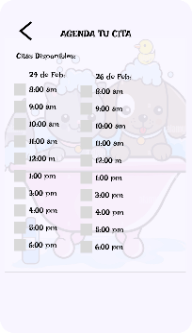 AGENDA TU CITA
Citas Disponibles:
24 de Feb: 26 de Feb:
8:00 am 8:00 am
9:00 am 9:00 am
10:00 am 10:00 am
11:00 am 11:00 am
12:00 m 12:00 m
1:00 pm 1:00 pm
3:00 pm 3:00 pm
4:00 pm 4:00 pm
5:00 pm 5:00 pm
6:00 pm 6:00 pm